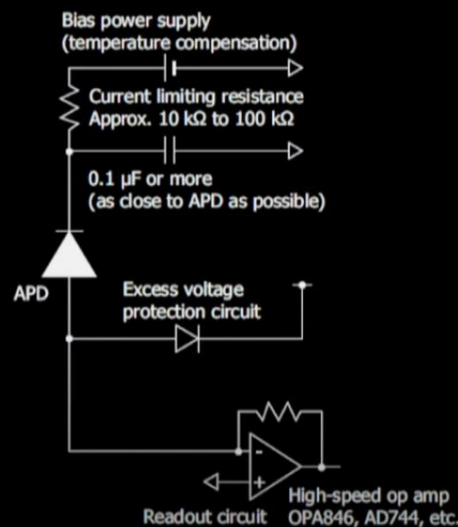 Bias power supply
(temperature compensation)
Current limiting resistance
Approx. 10 kΩ to 100 kΩ
0.1 µF or more
(as close to APD as possible)
APD
Excess voltage
protection circuit
-
+
High-speed op amp
Readout circuit OPA846, AD744, etc